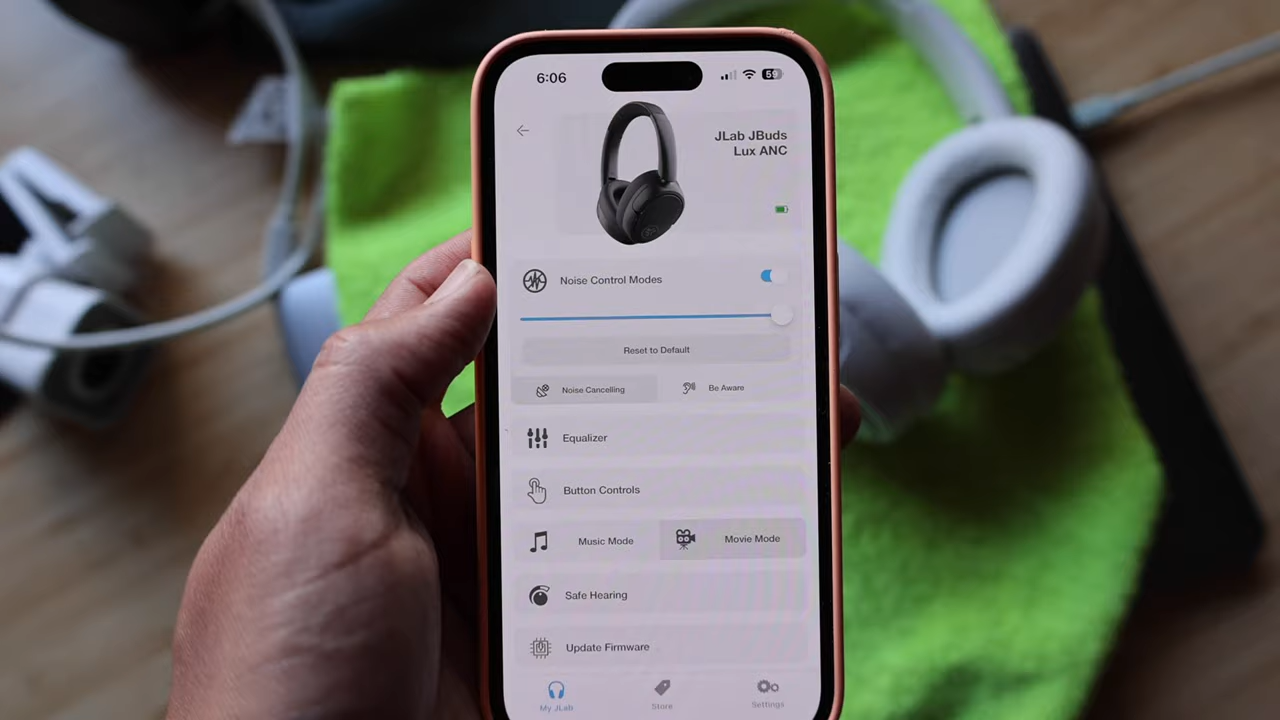 6:06
59
JLab JBuds
Lux ANC
Noise Control Modes
Reset to Default
Noise Cancelling
Be Aware
Equalizer
Button Controls
Music Mode
Movie Mode
Safe Hearing
Update Firmware
My JLab
Store
Settings